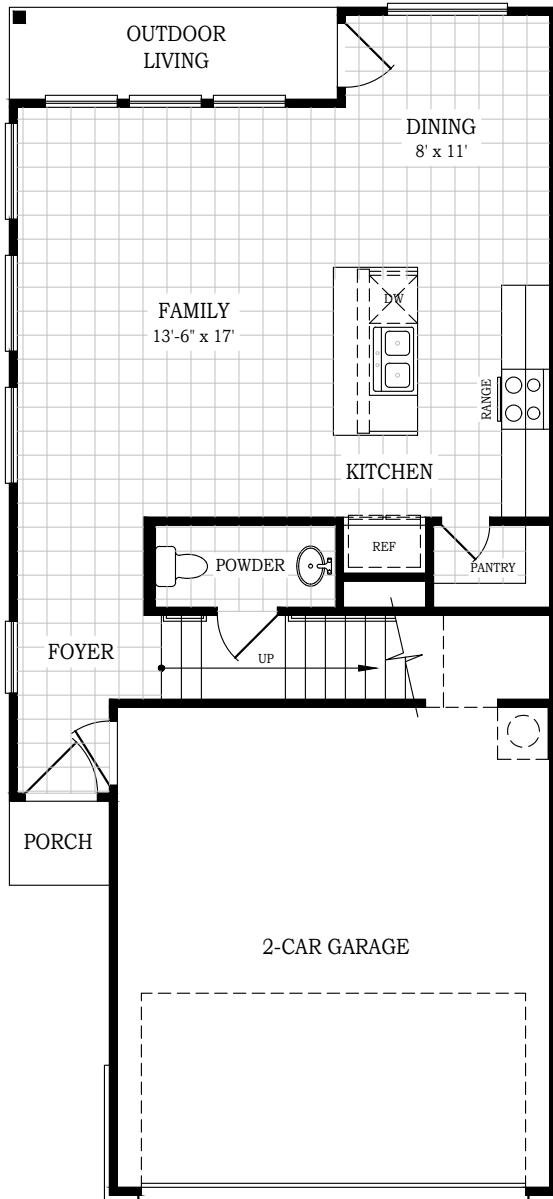 OUTDOOR
LIVING
DINING
8' x 11'
DW
FAMILY
13'-6" x 17'
RANGE
KITCHEN
REF
POWDER
PANTRY
FOYER
UP
PORCH
2-CAR GARAGE